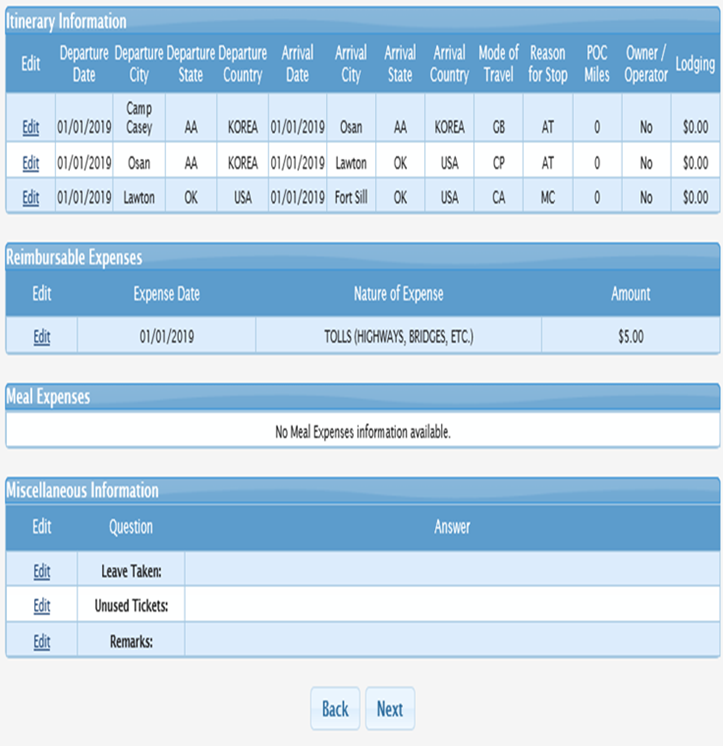 Itinerary Information
Edit Departure Date Departure City Departure State Departure Country Arrival Date Arrival City Arrival State Arrival Country Mode of Travel Reason for Stop POC Miles Owner / Operator Lodging
Edit 01/01/2019 Camp Casey AA KOREA 01/01/2019 Osan AA KOREA GB AT 0 No $0.00
Edit 01/01/2019 Osan AA KOREA 01/01/2019 Lawton OK USA CP AT 0 No $0.00
Edit 01/01/2019 Lawton OK USA 01/01/2019 Fort Sill OK USA CA MC 0 No $0.00
Reimbursable Expenses
Edit Expense Date Nature of Expense Amount
Edit 01/01/2019 TOLLS (HIGHWAYS, BRIDGES, ETC.) $5.00
Meal Expenses
No Meal Expenses information available.
Miscellaneous Information
Edit Question Answer
Edit Leave Taken:
Edit Unused Tickets:
Edit Remarks:
Back Next